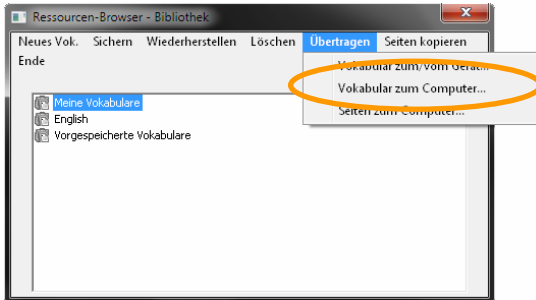 Ressourcen-Browser - Bibliothek
Neues Vok. Sichern Wiederherstellen Löschen Übertragen Seiten kopieren
Ende
Vokabular zum/vom Gerät...
Vokabular zum Computer...
Seiten zum Computer...
Meine Vokabulare
English
Vorgespeicherte Vokabulare